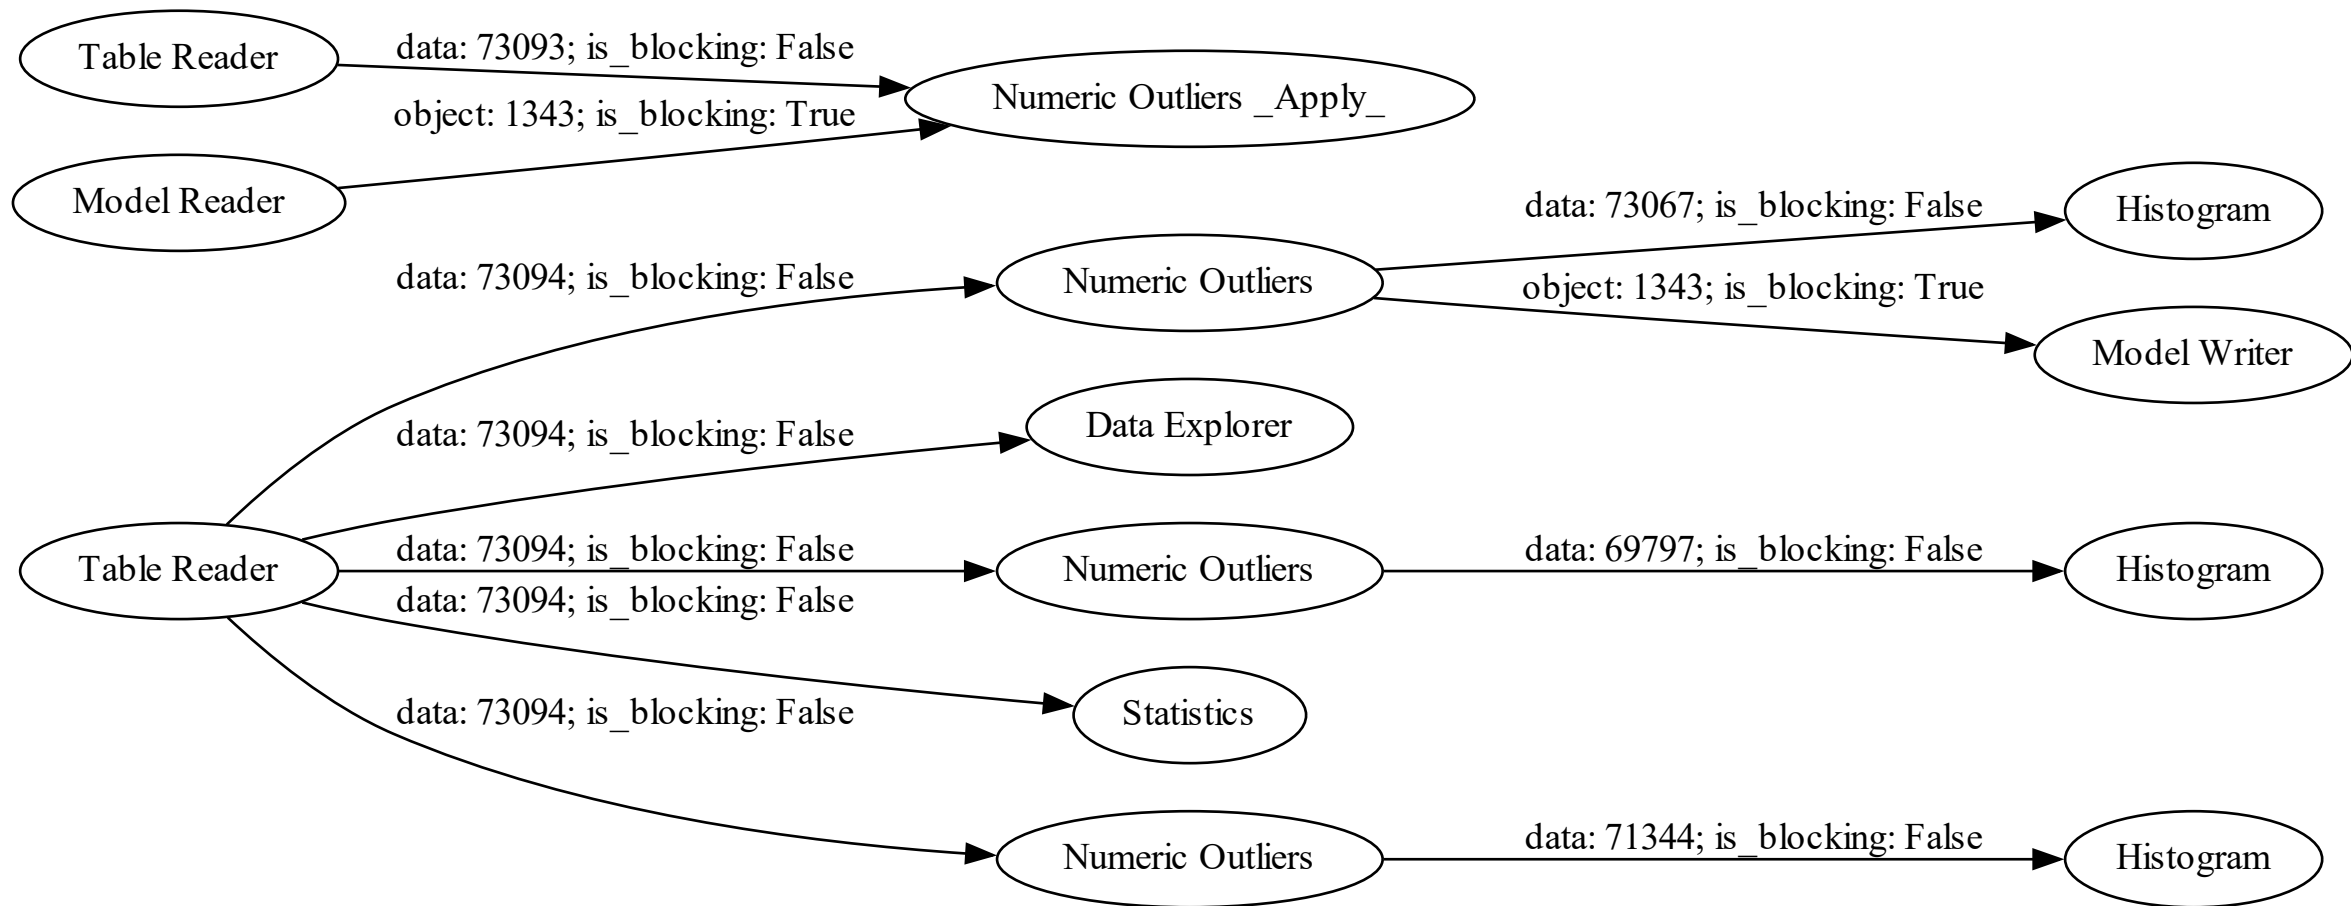 Table Reader
data: 73093; is_blocking: False
Numeric Outliers _Apply_
object: 1343; is_blocking: True
Model Reader
data: 73067; is_blocking: False
Histogram
data: 73094; is_blocking: False
Numeric Outliers
object: 1343; is_blocking: True
Model Writer
data: 73094; is_blocking: False
Data Explorer
Table Reader
data: 73094; is_blocking: False
Numeric Outliers
data: 69797; is_blocking: False
Histogram
data: 73094; is_blocking: False
Statistics
data: 73094; is_blocking: False
Numeric Outliers
data: 71344; is_blocking: False
Histogram